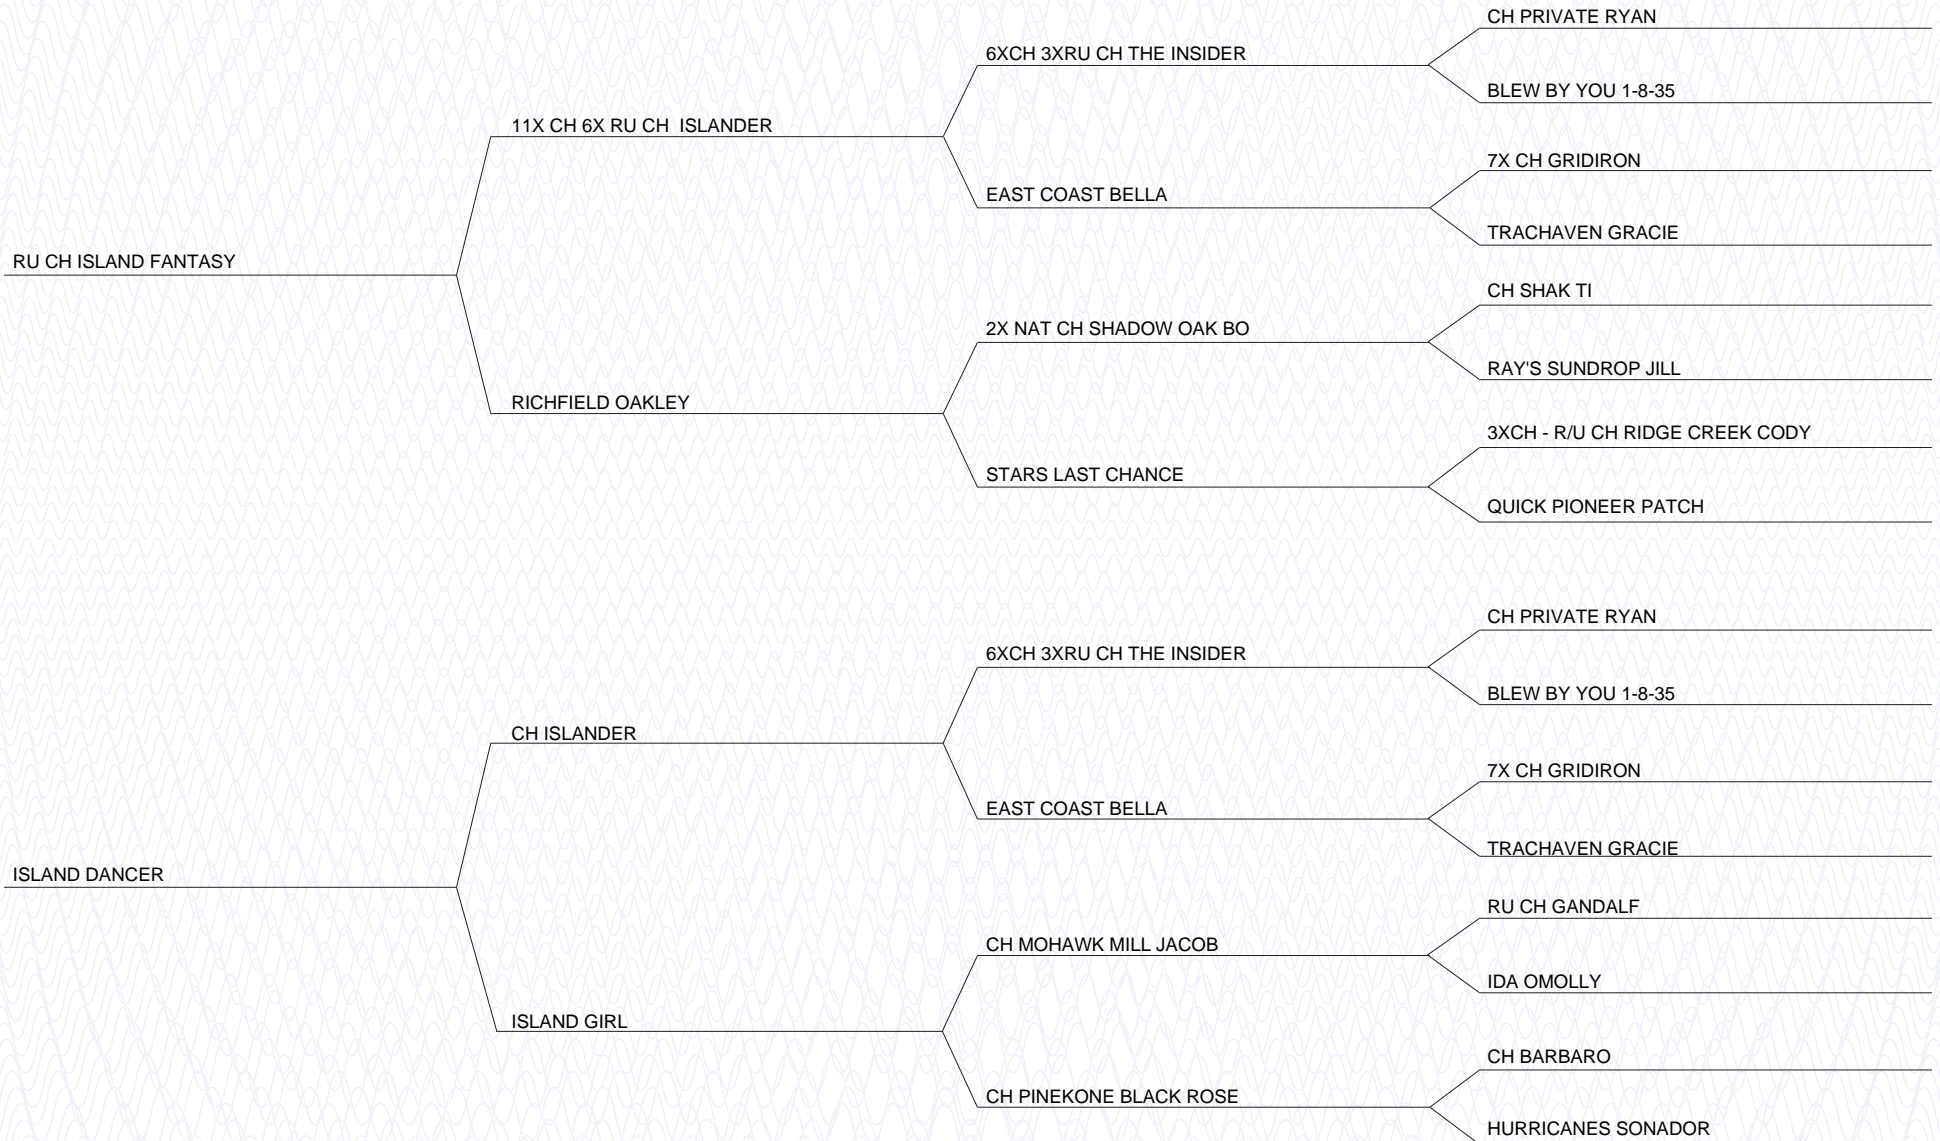 CH PRIVATE RYAN
6XCH 3XRU CH THE INSIDER
BLEW BY YOU 1-8-35
11X CH 6X RU CH  ISLANDER
7X CH GRIDIRON
EAST COAST BELLA
TRACHAVEN GRACIE
RU CH ISLAND FANTASY
CH SHAK TI
2X NAT CH SHADOW OAK BO
RAY'S SUNDROP JILL
RICHFIELD OAKLEY
3XCH - R/U CH RIDGE CREEK CODY
STARS LAST CHANCE
QUICK PIONEER PATCH
CH PRIVATE RYAN
6XCH 3XRU CH THE INSIDER
BLEW BY YOU 1-8-35
CH ISLANDER
7X CH GRIDIRON
EAST COAST BELLA
TRACHAVEN GRACIE
ISLAND DANCER
RU CH GANDALF
CH MOHAWK MILL JACOB
IDA OMOLLY
ISLAND GIRL
CH BARBARO
CH PINEKONE BLACK ROSE
HURRICANES SONADOR